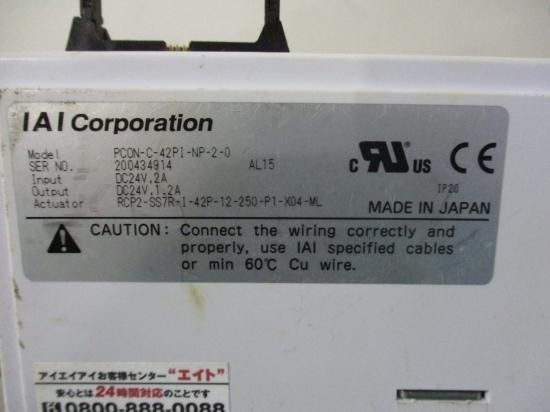 IAI Corporation
Model PCON-C-42PI-NP-2-0
SER NO. 200434914 AL15
Input DC24V,2A
Output DC24V,1.2A
Actuator RCP2-SS7R-I-42P-12-250-P1-X04-ML
C RU US CE
IP20
MADE IN JAPAN
CAUTION: Connect the wiring correctly and
properly, use IAI specified cables
or min 60℃ Cu wire.
アイエイアイお客様センター“エイト”
安心とは24時間対応のことです
0800-888-0088